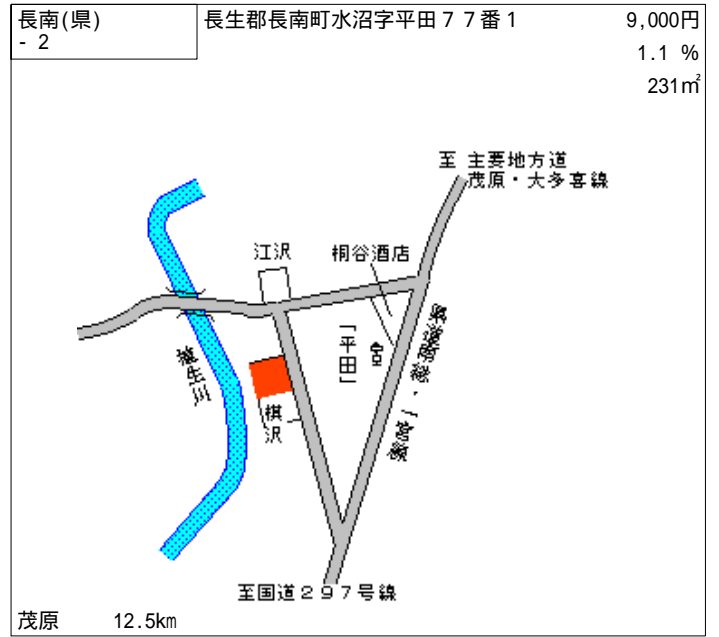 長南(県)
- 2
長生郡長南町水沼字平田７７番１
9,000円
1.1 %
231㎡
至 主要地方道
茂原・大多喜線
江沢
桐谷酒店
「平田」
埴生川
棋沢
至国道２９７号線
茂原 12.5km